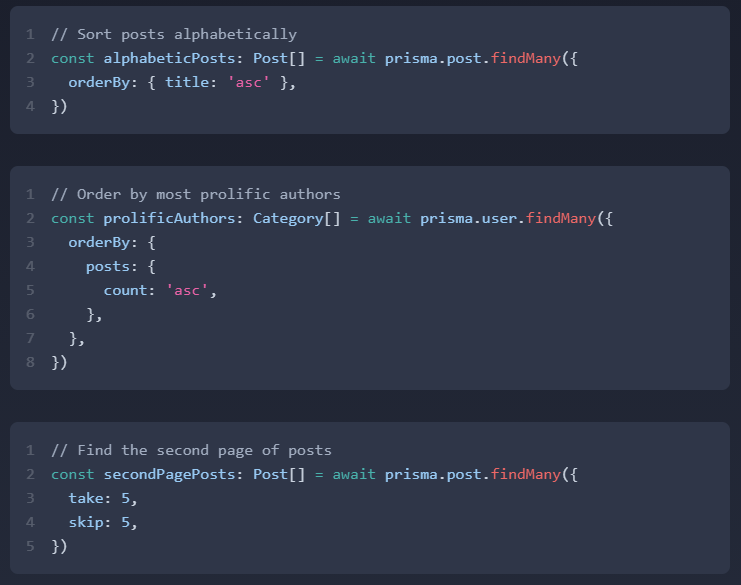 1 // Sort posts alphabetically
2 const alphabeticPosts: Post[] = await prisma.post.findMany({
3   orderBy: { title: 'asc' },
4 })
1 // Order by most prolific authors
2 const prolificAuthors: Category[] = await prisma.user.findMany({
3   orderBy: {
4     posts: {
5       count: 'asc',
6     },
7   },
8 })
1 // Find the second page of posts
2 const secondPagePosts: Post[] = await prisma.post.findMany({
3   take: 5,
4   skip: 5,
5 })